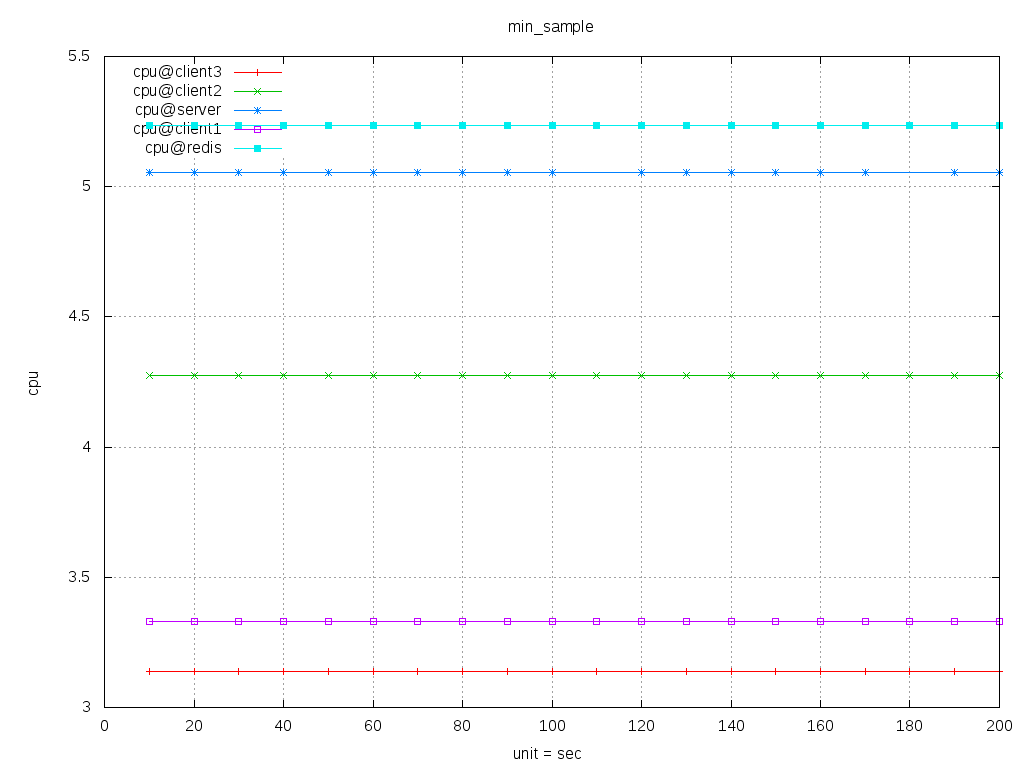 min_sample
5.5
cpu@client3
cpu@client2
cpu@server
cpu@client1
cpu@redis
5
4.5
cpu
4
3.5
3
0 20 40 60 80 100 120 140 160 180 200
unit = sec